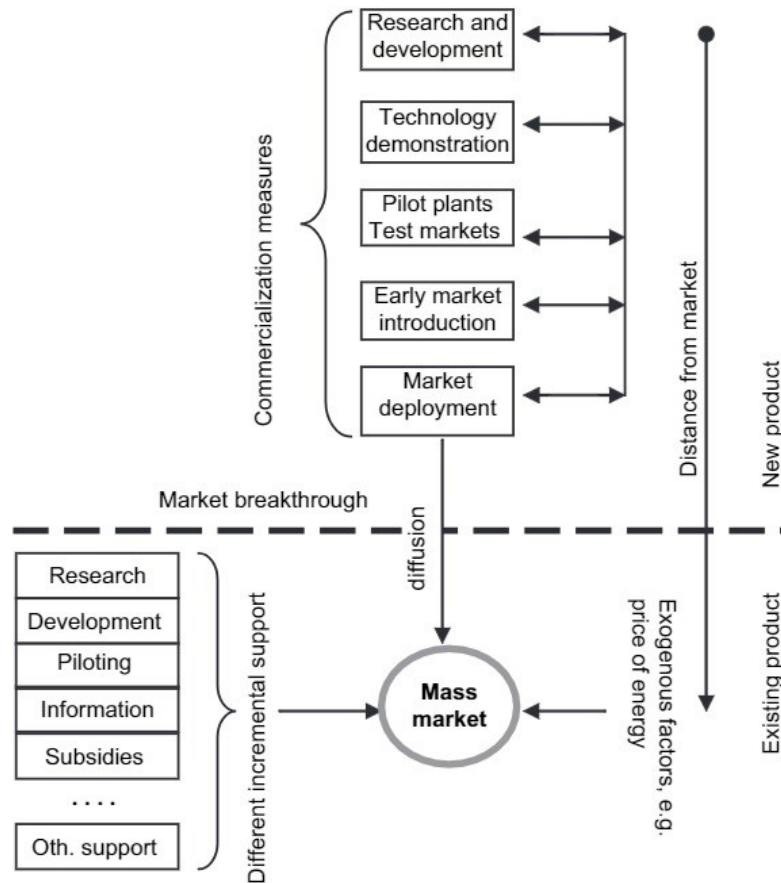 Research and
development
Technology
demonstration
Pilot plants
Test markets
Early market
introduction
Market
deployment
Commercialization measures
Distance from market
New product
Market breakthrough
diffusion
Research
Development
Piloting
Information
Subsidies
. . . .
Oth. support
Different incremental support
Mass
market
Exogenous factors, e.g.
price of energy
Existing product